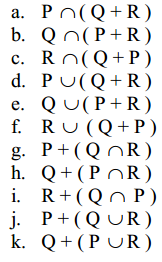 a. P ∩ ( Q + R )
b. Q ∩ ( P + R )
c. R ∩ ( Q + P )
d. P ∪ ( Q + R )
e. Q ∪ ( P + R )
f. R ∪ ( Q + P )
g. P + ( Q ∩ R )
h. Q + ( P ∩ R )
i. R + ( Q ∩ P )
j. P + ( Q ∪ R )
k. Q + ( P ∪ R )